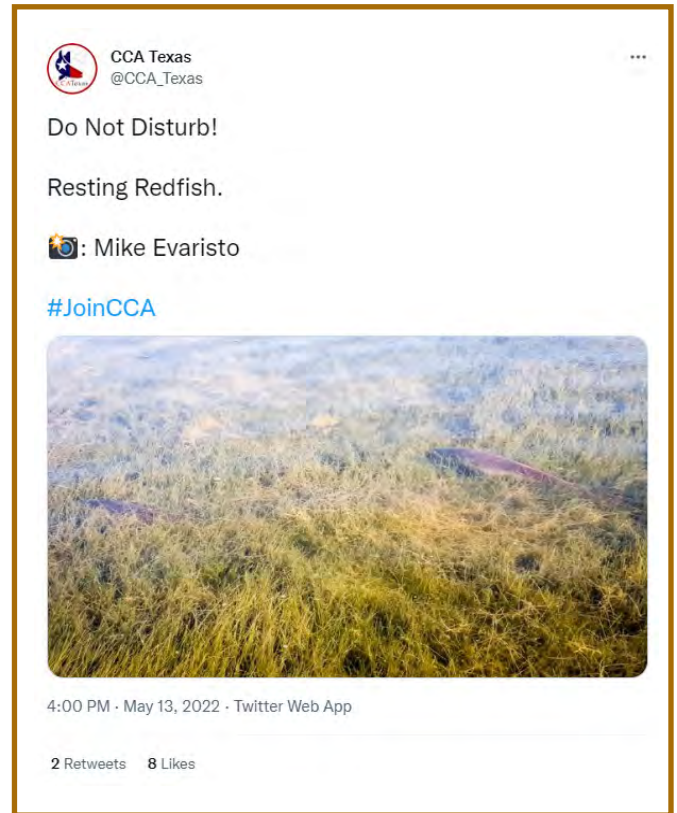 CCA Texas
@CCA_Texas
Do Not Disturb!
Resting Redfish.
📸: Mike Evaristo
#JoinCCA
4:00 PM · May 13, 2022 · Twitter Web App
2 Retweets 8 Likes